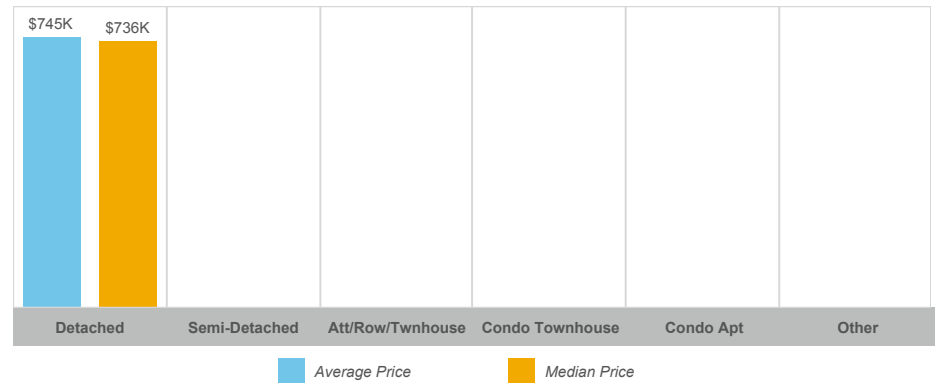 $745K
$736K
Detached Semi-Detached Att/Row/Twnhouse Condo Townhouse Condo Apt Other
Average Price Median Price